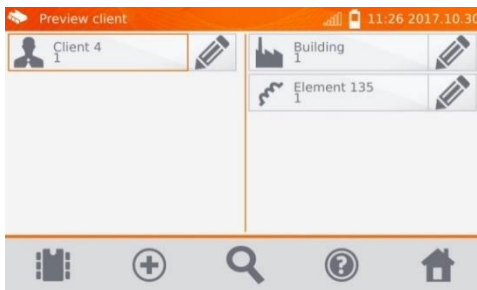 Preview client
11:26 2017.10.30
Client 4
1
Building
1
Element 135
1